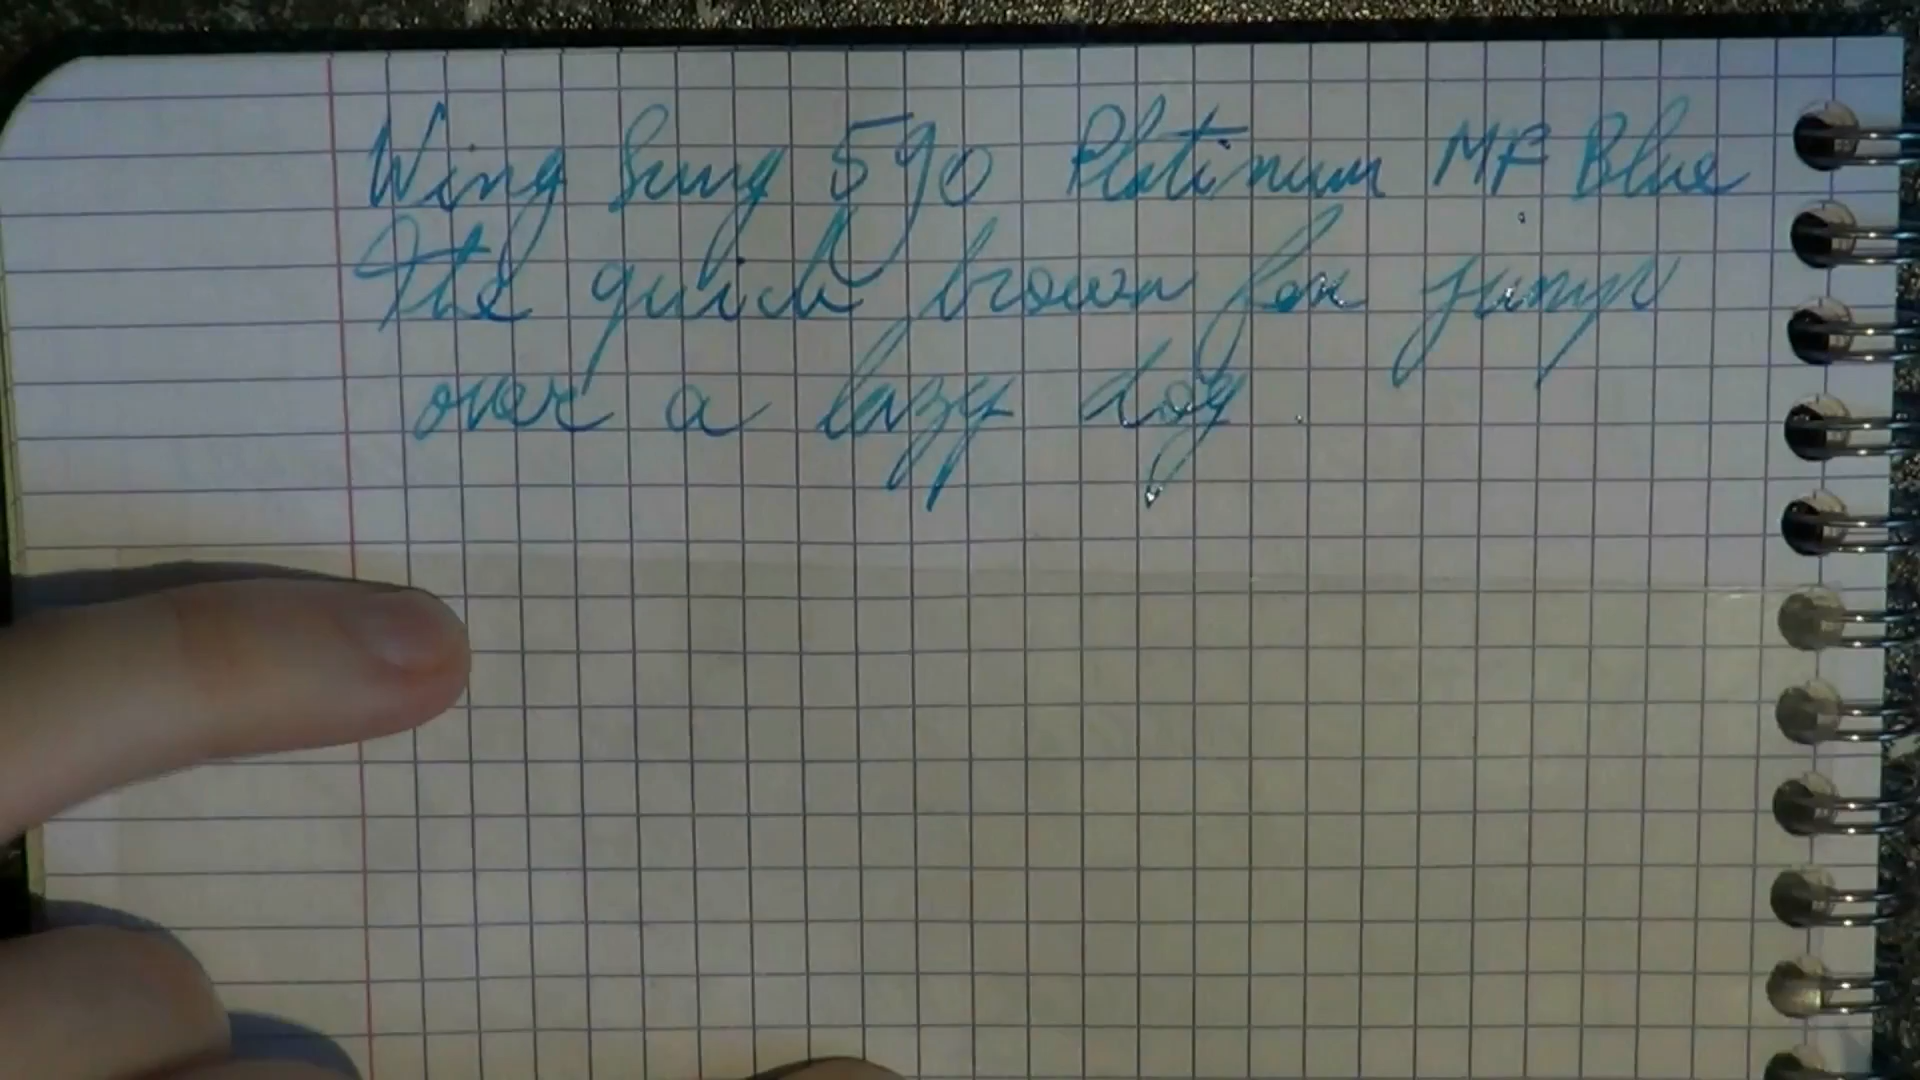 Wing Sung 590 Platinum MF Blue
The quick brown fox jumps
over a lazy dog.